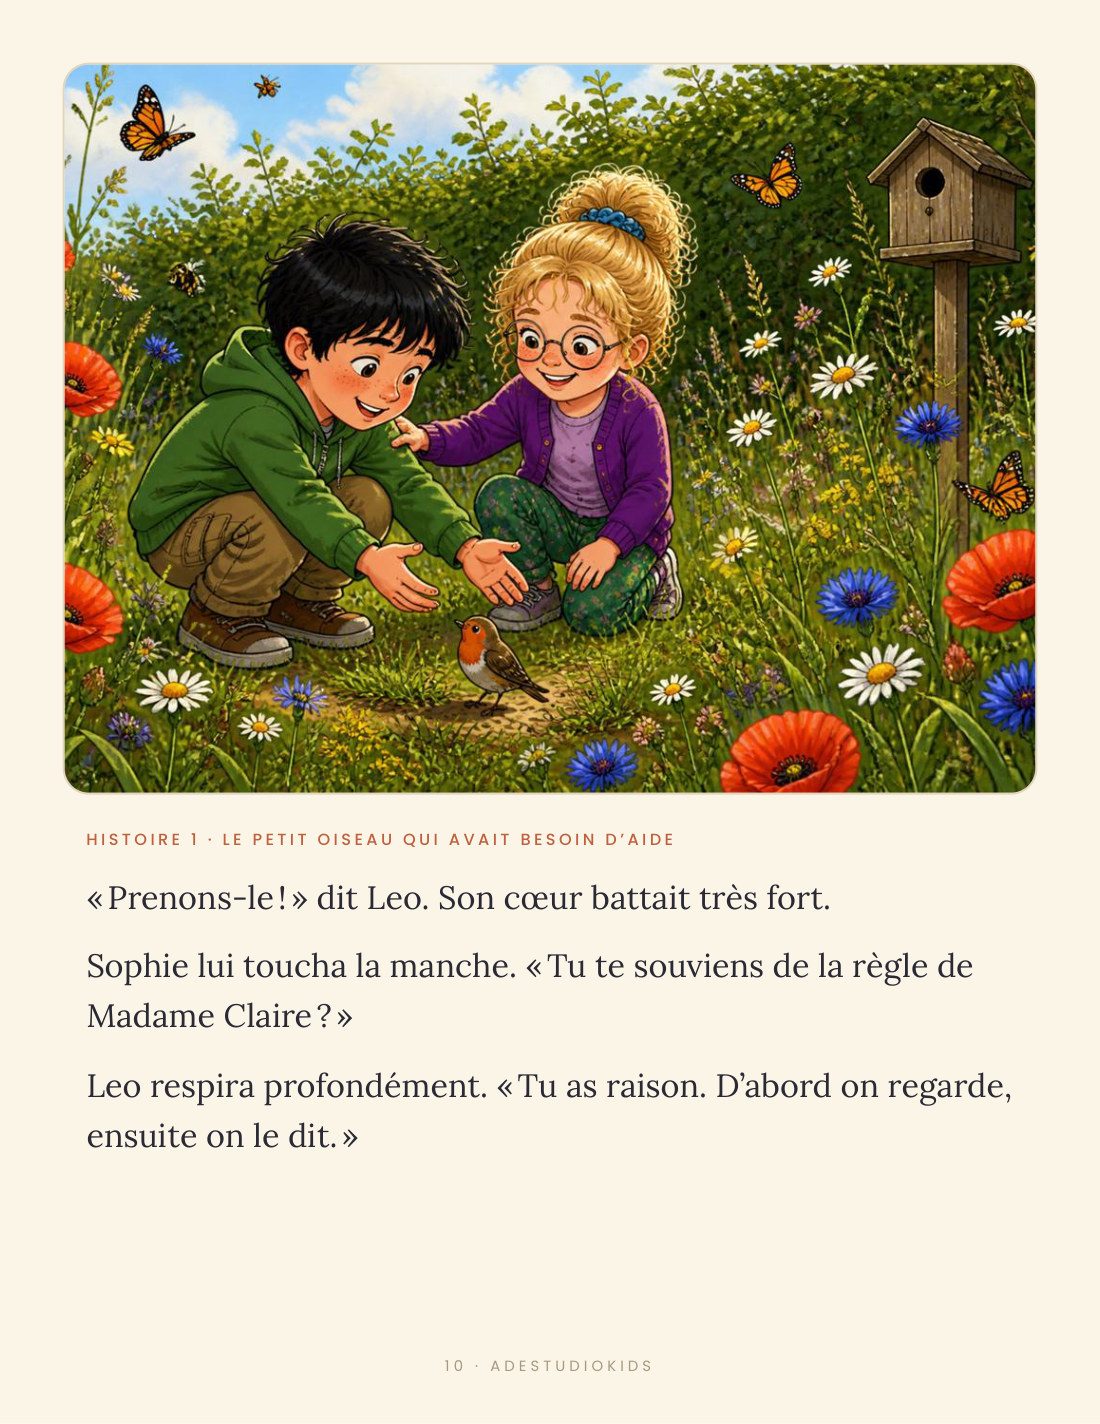 HISTOIRE 1 · LE PETIT OISEAU QUI AVAIT BESOIN D’AIDE
« Prenons-le ! » dit Leo. Son cœur battait très fort.
Sophie lui toucha la manche. « Tu te souviens de la règle de
Madame Claire ? »
Leo respira profondément. « Tu as raison. D’abord on regarde,
ensuite on le dit. »
10 · ADESTUDIOKIDS